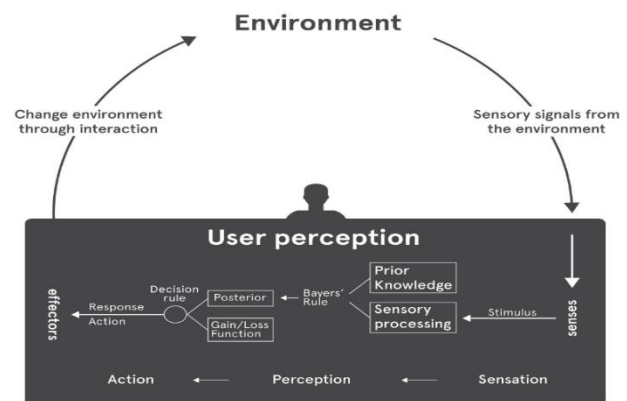 Environment
Change environment
through interaction
Sensory signals from
the environment
User perception
effectors
Response
Action
Decision
rule
Posterior
Gain/Loss
Function
Bayers'
Rule
Prior
Knowledge
Sensory
processing
Stimulus
senses
Action
Perception
Sensation